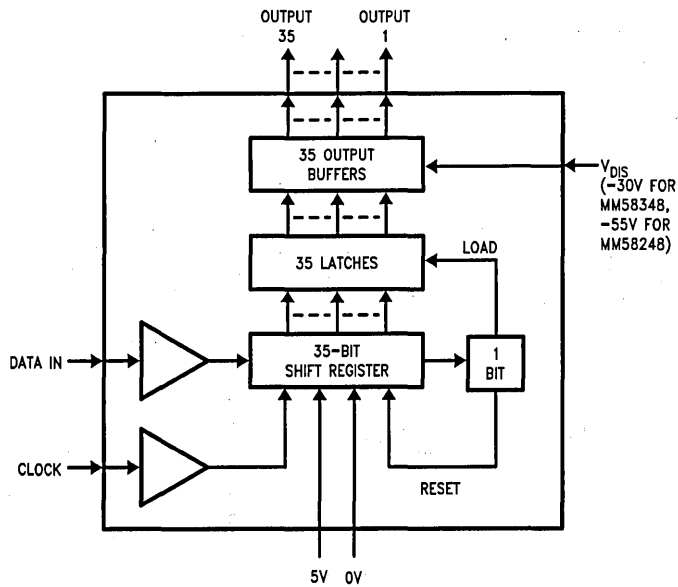 OUTPUT
35
OUTPUT
1
35 OUTPUT
BUFFERS
V_DIS
(-30V FOR
MM58348,
-55V FOR
MM58248)
LOAD
35 LATCHES
DATA IN
35-BIT
SHIFT REGISTER
1
BIT
CLOCK
RESET
5V
0V